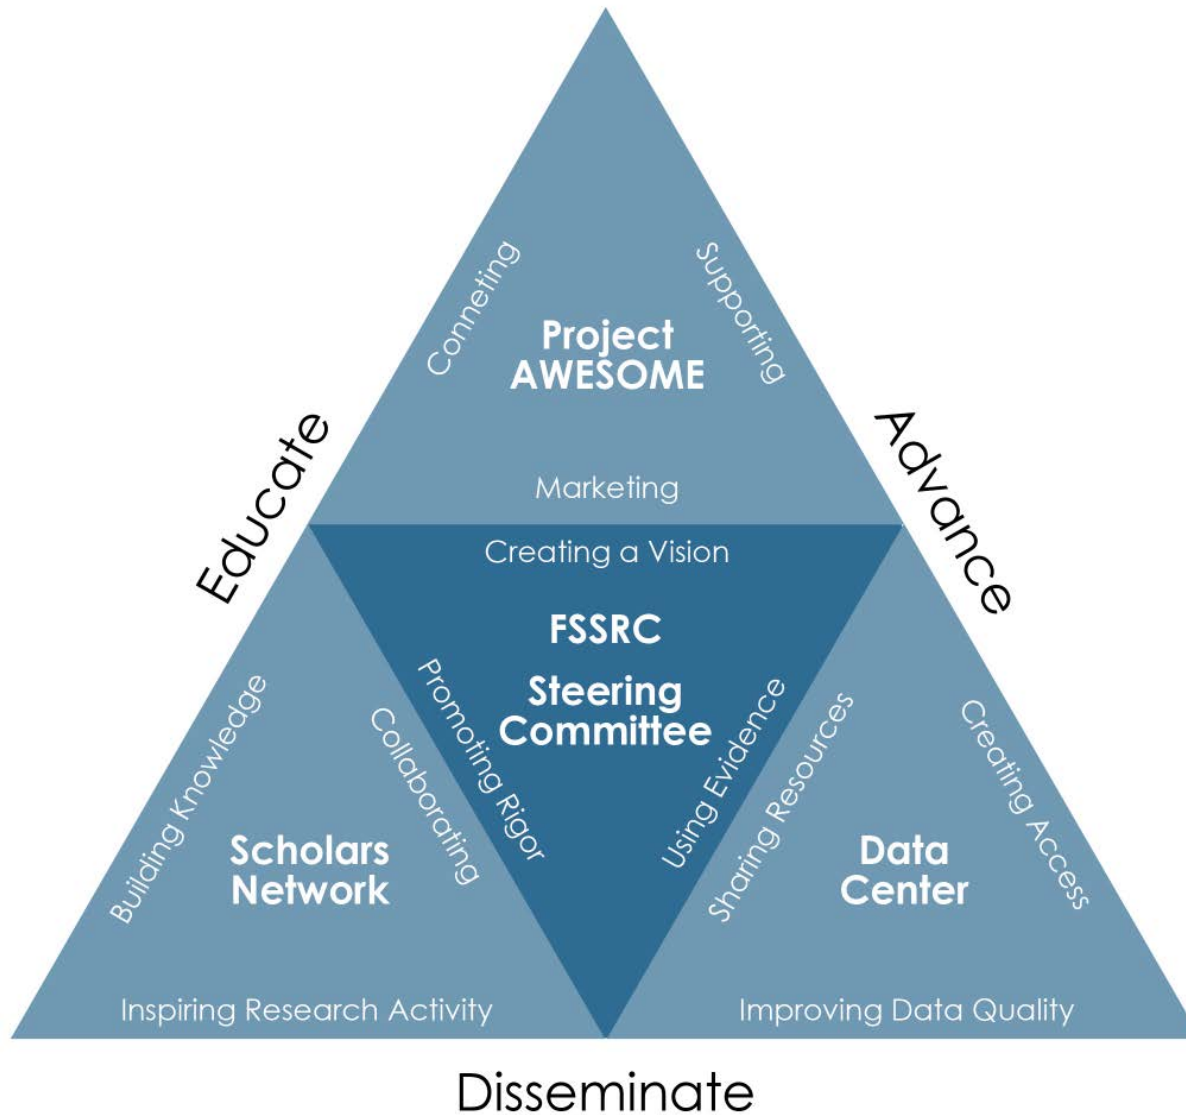 Conneting
Supporting
Project
AWESOME
Marketing
Educate
Advance
Creating a Vision
FSSRC
Steering
Committee
Promoting Rigor
Using Evidence
Building Knowledge
Collaborating
Scholars
Network
Inspiring Research Activity
Sharing Resources
Creating Access
Data
Center
Improving Data Quality
Disseminate